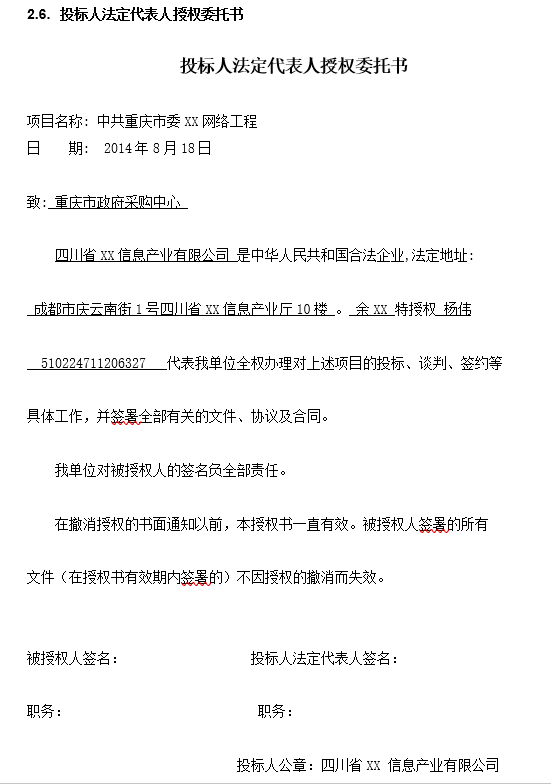 2.6. 投标人法定代表人授权委托书
投标人法定代表人授权委托书
项目名称: 中共重庆市委 XX 网络工程
日 期: 2014 年 8 月 18 日
致: 重庆市政府采购中心
四川省 XX 信息产业有限公司 是中华人民共和国合法企业,法定地址:
成都市庆云南街 1 号四川省 XX 信息产业厅 10 楼 。 余 XX 特授权 杨伟
510224711206327 代表我单位全权办理对上述项目的投标、谈判、签约等
具体工作，并签署全部有关的文件、协议及合同。
我单位对被授权人的签名负全部责任。
在撤消授权的书面通知以前，本授权书一直有效。被授权人签署的所有
文件（在授权书有效期内签署的）不因授权的撤消而失效。
被授权人签名: 投标人法定代表人签名:
职务: 职务:
投标人公章: 四川省 XX 信息产业有限公司